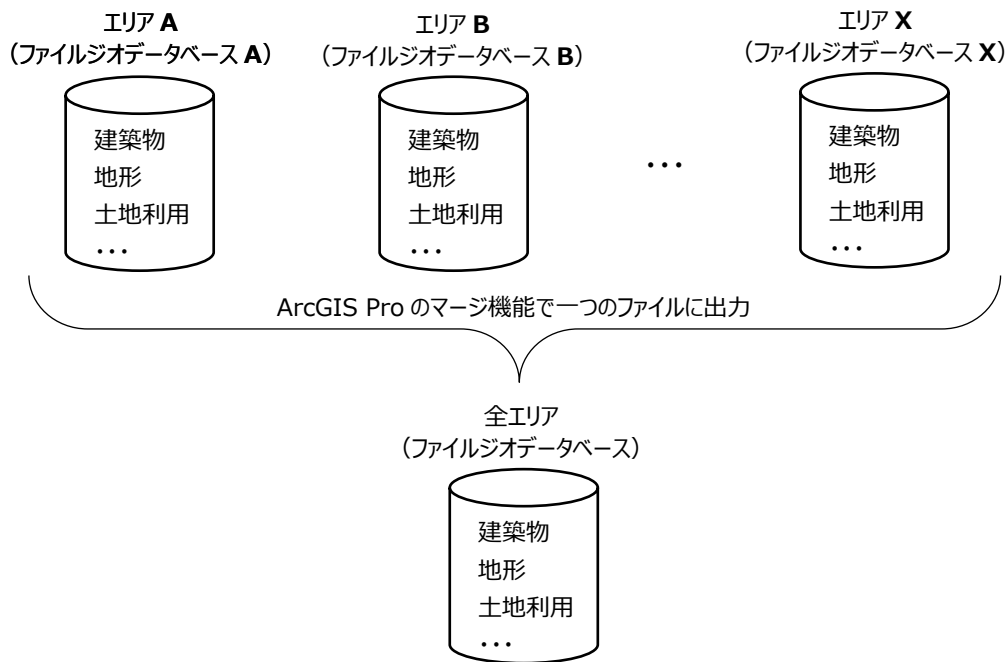 エリア A
(ファイルジオデータベース A)
建築物
地形
土地利用
・・・
エリア B
(ファイルジオデータベース B)
建築物
地形
土地利用
・・・
・・・
エリア X
(ファイルジオデータベース X)
建築物
地形
土地利用
・・・
ArcGIS Pro のマージ機能で一つのファイルに出力
全エリア
(ファイルジオデータベース)
建築物
地形
土地利用
・・・